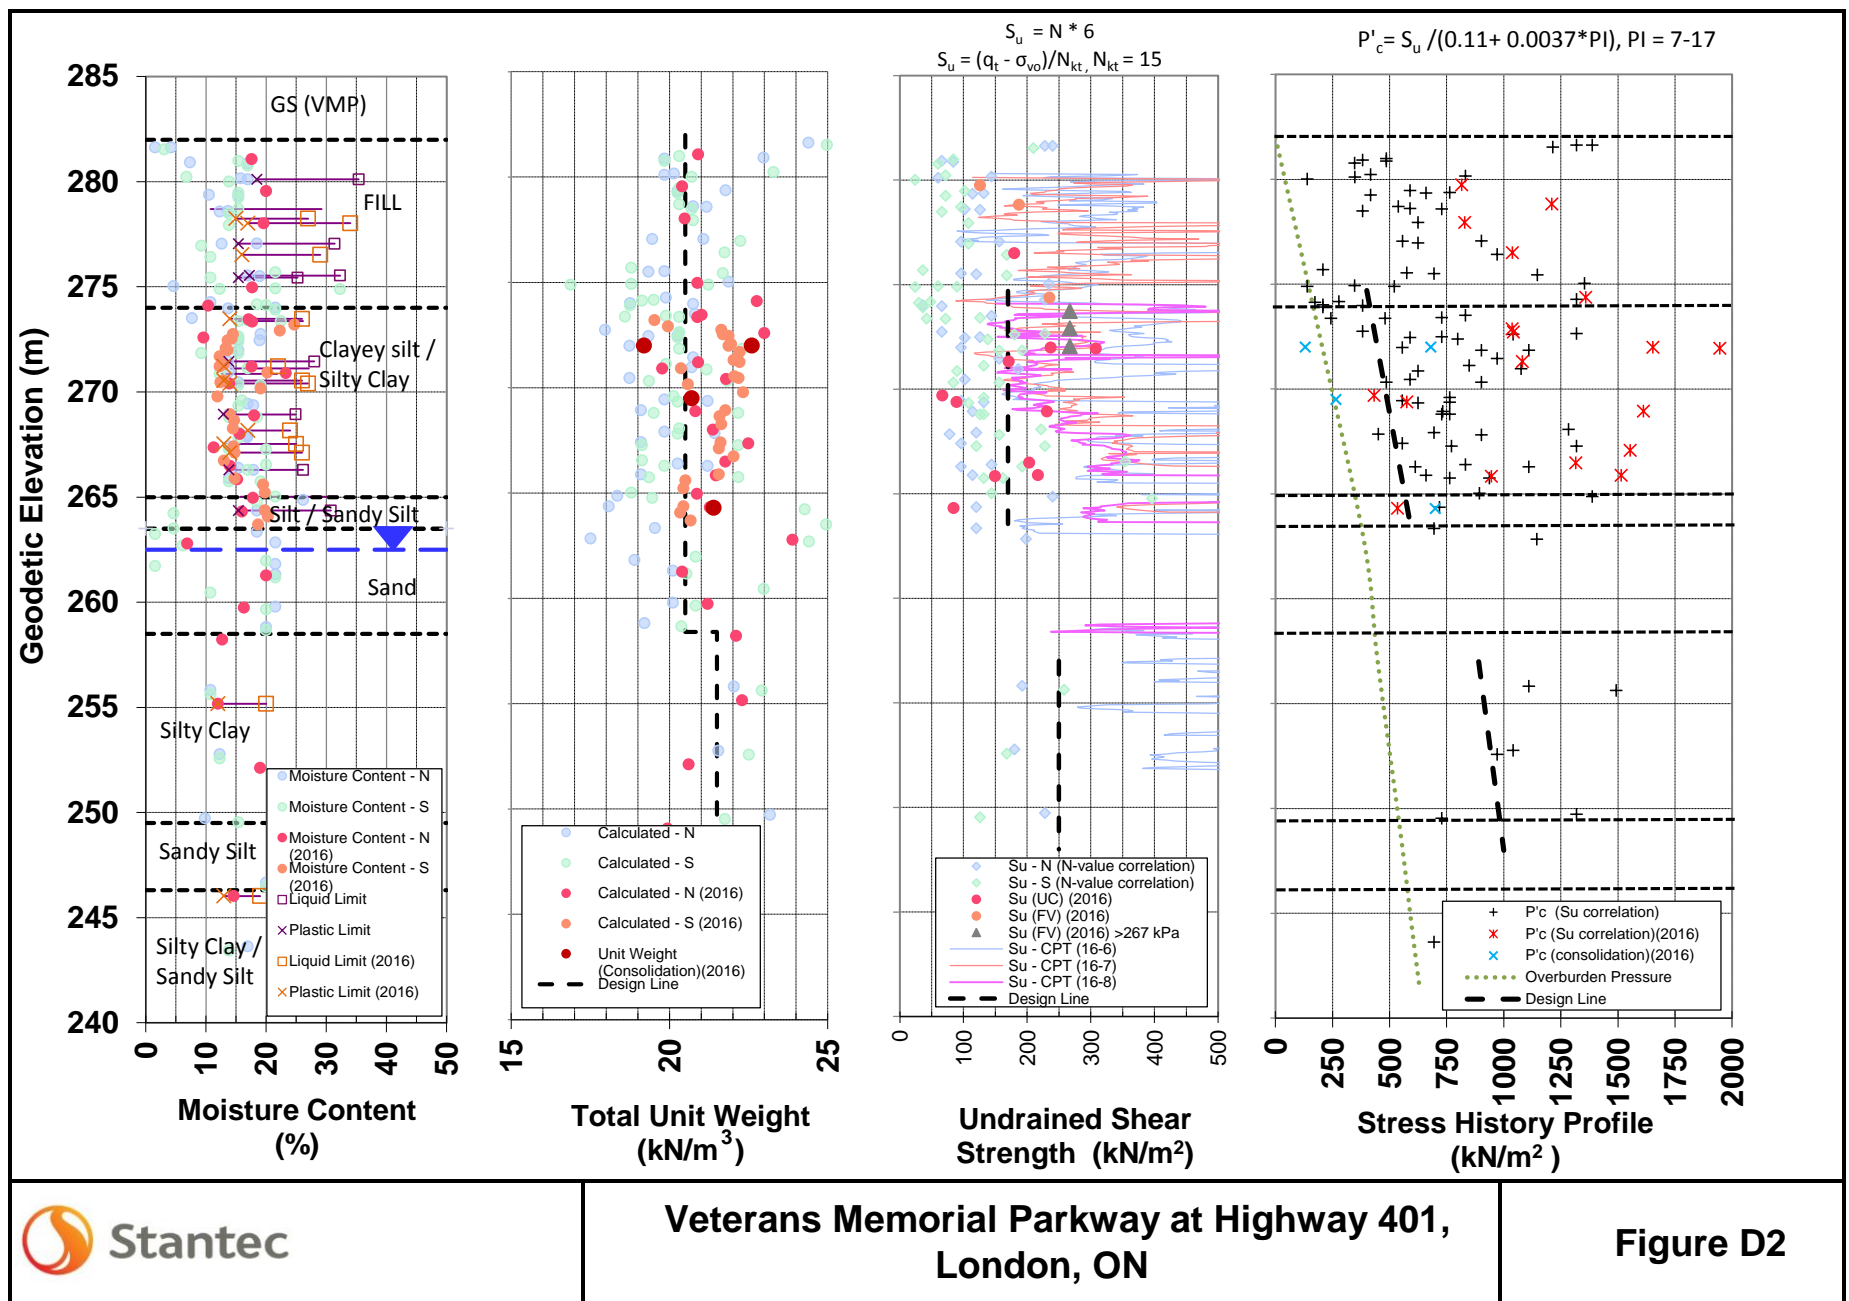 S_u = N * 6
S_u = (q_t - σ_vo)/N_kt, N_kt = 15
P'_c= S_u /(0.11+ 0.0037*PI), PI = 7-17
Geodetic Elevation (m)
285
280
275
270
265
260
255
250
245
240
GS (VMP)
FILL
Clayey silt /
Silty Clay
Silt / Sandy Silt
Sand
Silty Clay
Sandy Silt
Silty Clay /
Sandy Silt
Moisture Content - N
Moisture Content - S
Moisture Content - N
(2016)
Moisture Content - S
(2016)
Liquid Limit
Plastic Limit
Liquid Limit (2016)
Plastic Limit (2016)
0
10
20
30
40
50
Moisture Content
(%)
Calculated - N
Calculated - S
Calculated - N (2016)
Calculated - S (2016)
Unit Weight
(Consolidation)(2016)
Design Line
15
20
25
Total Unit Weight
(kN/m³)
Su - N (N-value correlation)
Su - S (N-value correlation)
Su (UC) (2016)
Su (FV) (2016)
Su (FV) (2016) >267 kPa
Su - CPT (16-6)
Su - CPT (16-7)
Su - CPT (16-8)
Design Line
0
100
200
300
400
500
Undrained Shear
Strength (kN/m²)
P'c (Su correlation)
P'c (Su correlation)(2016)
P'c (consolidation)(2016)
Overburden Pressure
Design Line
0
250
500
750
1000
1250
1500
1750
2000
Stress History Profile
(kN/m² )
Stantec
Veterans Memorial Parkway at Highway 401,
London, ON
Figure D2